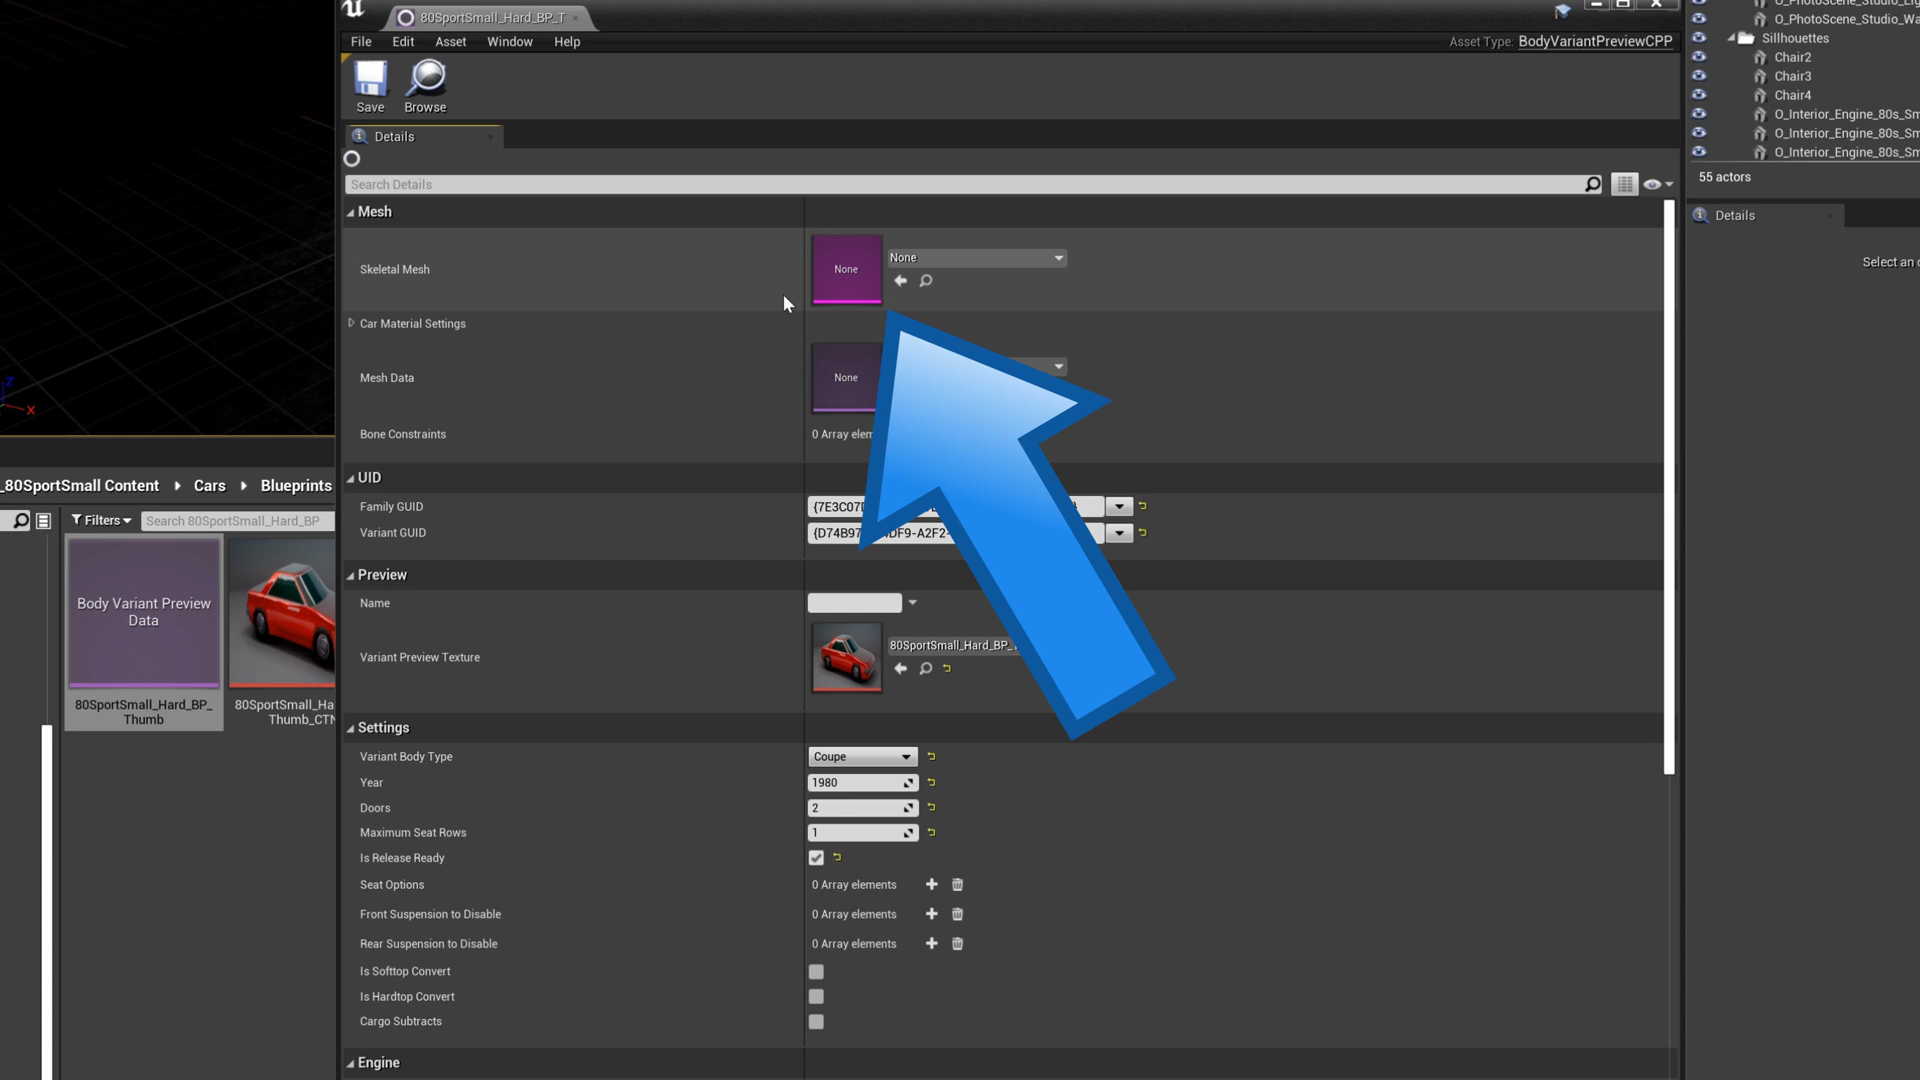 80SportSmall_Hard_BP_T
File Edit Asset Window Help
Asset Type: BodyVariantPreviewCPP
Save
Browse
Details
Search Details
Mesh
Skeletal Mesh
None
None
Car Material Settings
Mesh Data
None
Bone Constraints
0 Array elem
UID
Family GUID
{7E3C07
Variant GUID
{D74B97 DF9-A2F2-
Preview
Name
Variant Preview Texture
80SportSmall_Hard_BP_
Settings
Variant Body Type
Coupe
Year
1980
Doors
2
Maximum Seat Rows
1
Is Release Ready
Seat Options
0 Array elements
Front Suspension to Disable
0 Array elements
Rear Suspension to Disable
0 Array elements
Is Softtop Convert
Is Hardtop Convert
Cargo Subtracts
Engine
Z
X
_80SportSmall Content Cars Blueprints
Filters
Search 80SportSmall_Hard_BP
Body Variant Preview
Data
80SportSmall_Hard_BP_
Thumb
80SportSmall_Ha
Thumb_CTN
O_PhotoScene_Studio_Lig
O_PhotoScene_Studio_Wa
Sillhouettes
Chair2
Chair3
Chair4
O_Interior_Engine_80s_Sm
O_Interior_Engine_80s_Sm
O_Interior_Engine_80s_Sm
55 actors
Details
Select an